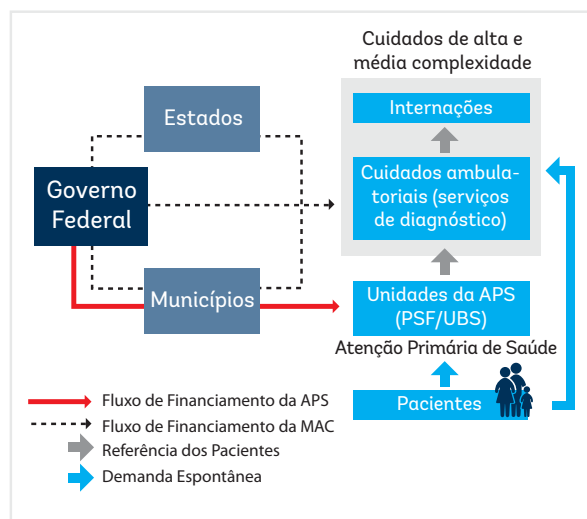 Cuidados de alta e
média complexidade
Internações
Estados
Cuidados ambula-
toriais (serviços
de diagnóstico)
Governo
Federal
Municípios
Unidades da APS
(PSF/UBS)
Atenção Primária de Saúde
Pacientes
Fluxo de Financiamento da APS
Fluxo de Financiamento da MAC
Referência dos Pacientes
Demanda Espontânea